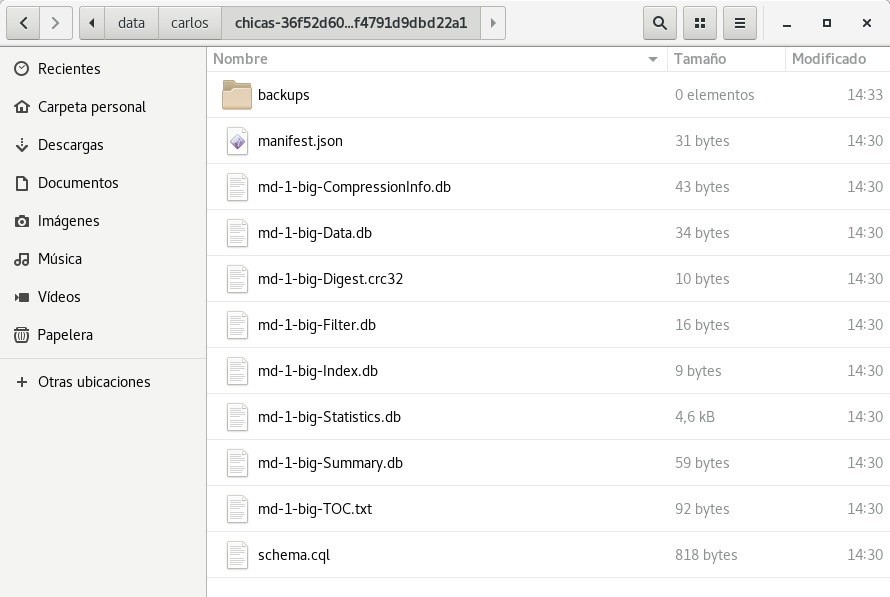 data carlos chicas-36f52d60...f4791d9dbd22a1
Recientes
Carpeta personal
Descargas
Documentos
Imágenes
Música
Vídeos
Papelera
Otras ubicaciones
Nombre Tamaño Modificado
backups 0 elementos 14:33
manifest.json 31 bytes 14:30
md-1-big-CompressionInfo.db 43 bytes 14:30
md-1-big-Data.db 34 bytes 14:30
md-1-big-Digest.crc32 10 bytes 14:30
md-1-big-Filter.db 16 bytes 14:30
md-1-big-Index.db 9 bytes 14:30
md-1-big-Statistics.db 4,6 kB 14:30
md-1-big-Summary.db 59 bytes 14:30
md-1-big-TOC.txt 92 bytes 14:30
schema.cql 818 bytes 14:30